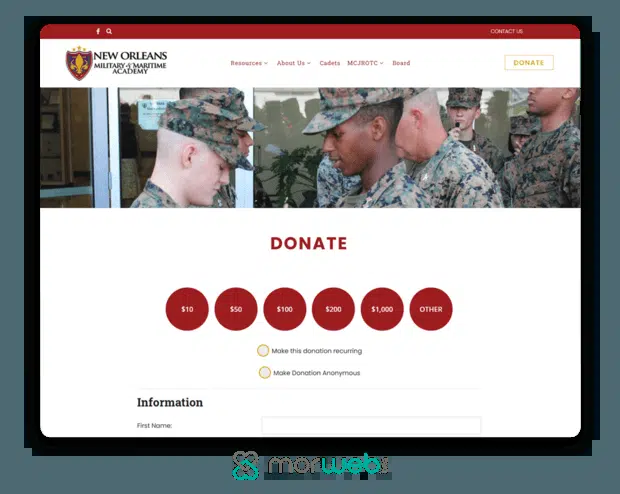 CONTACT US
NEW ORLEANS
MILITARY & MARITIME
ACADEMY
Resources
About Us
Cadets
MCJROTC
Board
DONATE
DONATE
$10
$50
$100
$200
$1,000
OTHER
Make this donation recurring
Make Donation Anonymous
Information
First Name:
morweb